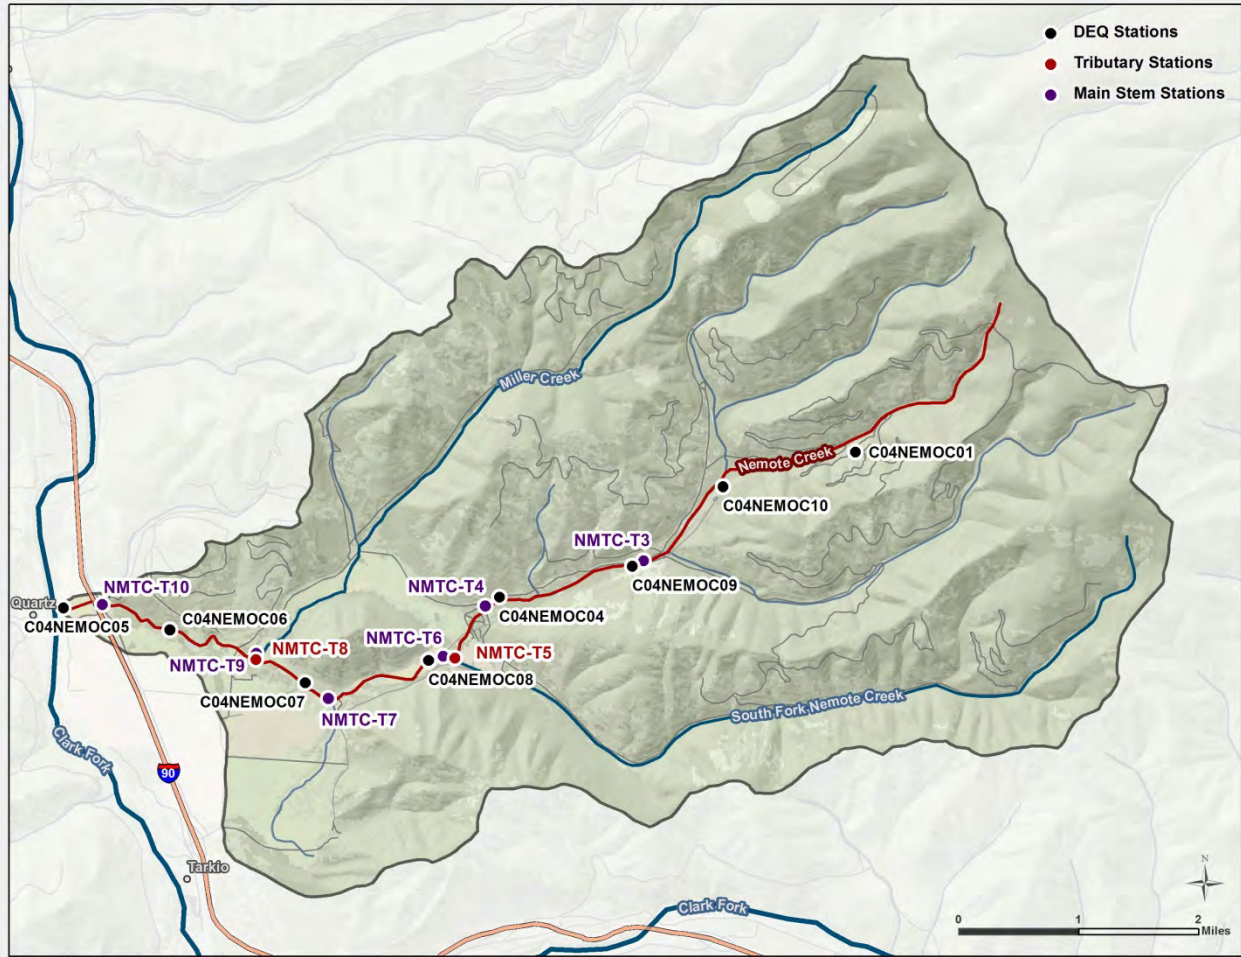 DEQ Stations
Tributary Stations
Main Stem Stations
Miller Creek
Nemote Creek
C04NEMOC01
C04NEMOC10
NMTC-T3
C04NEMOC09
NMTC-T4
C04NEMOC04
NMTC-T10
Quartz
C04NEMOC05
C04NEMOC06
NMTC-T6
NMTC-T8
NMTC-T5
NMTC-T9
C04NEMOC08
C04NEMOC07
NMTC-T7
South Fork Nemote Creek
Clark Fork
90
Tarkio
N
Clark Fork
0 1 2
Miles